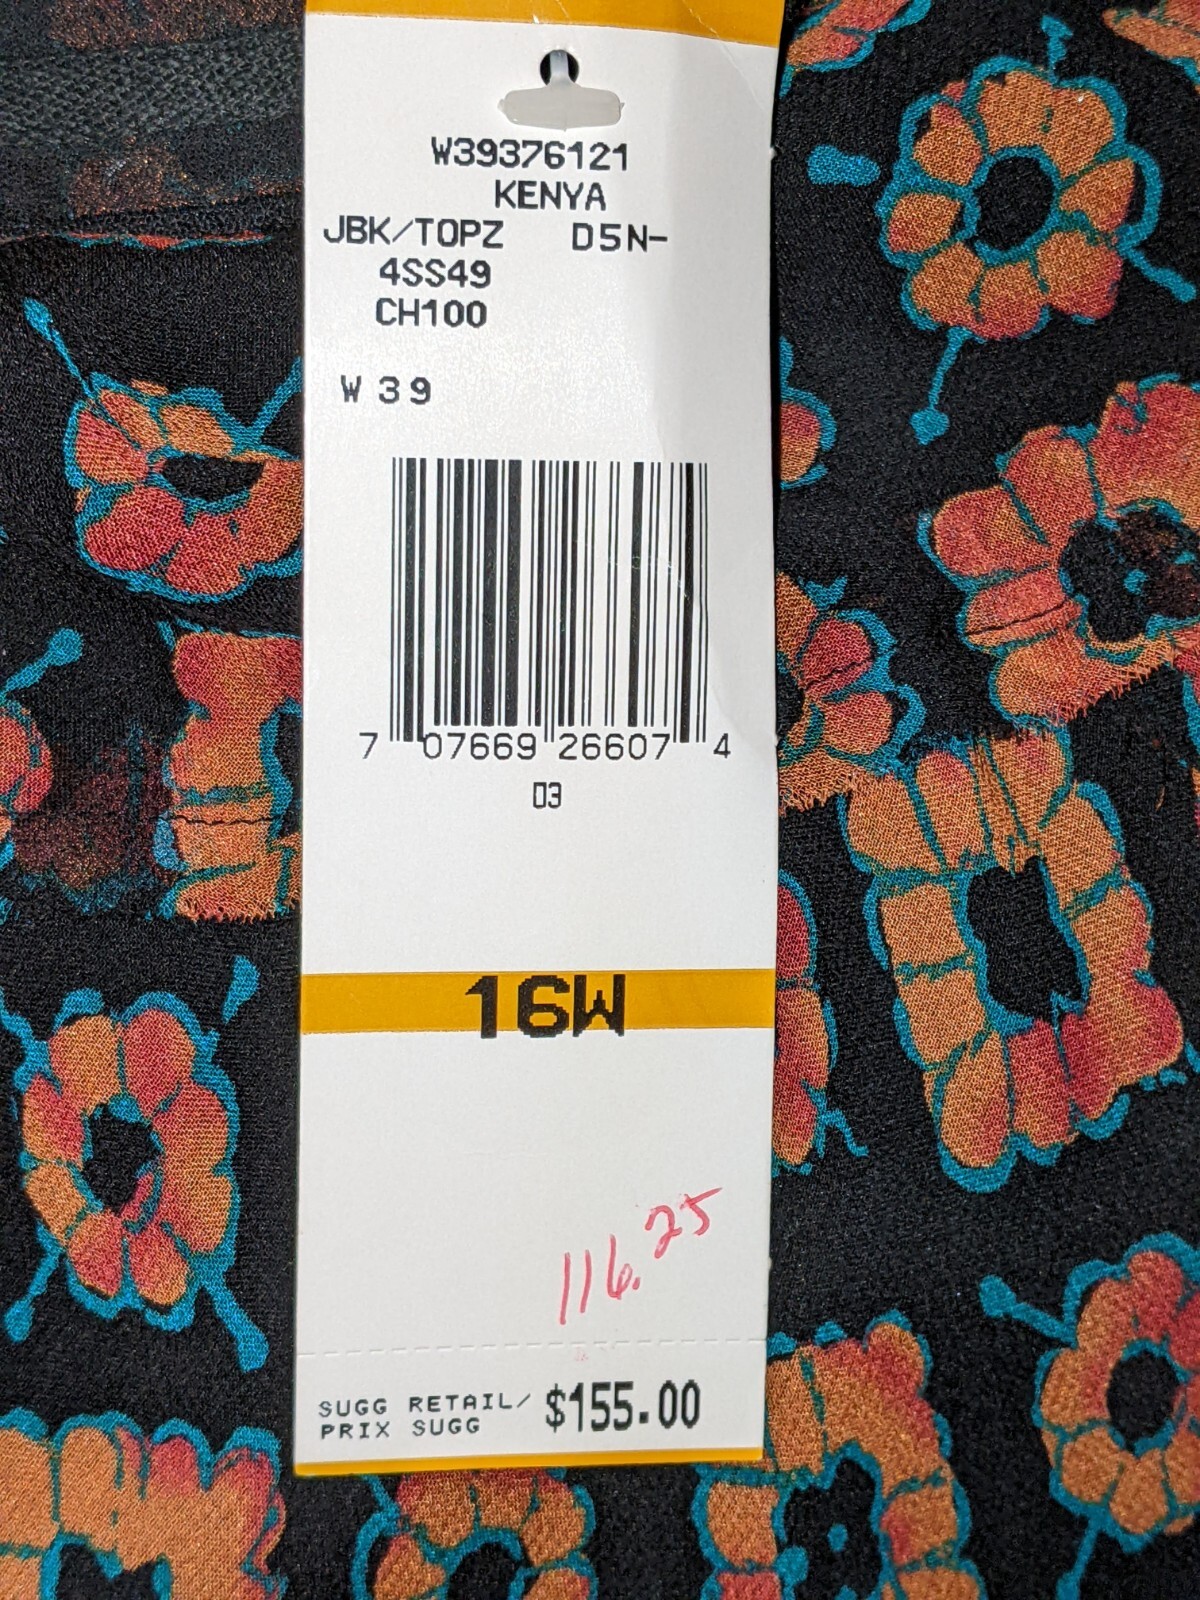 W39376121
KENYA
JBK/TOPZ D5N-
4SS49
CH100
W39
7 07669 26607 4
03
16W
116.25
SUGG RETAIL/ $155.00
PRIX SUGG